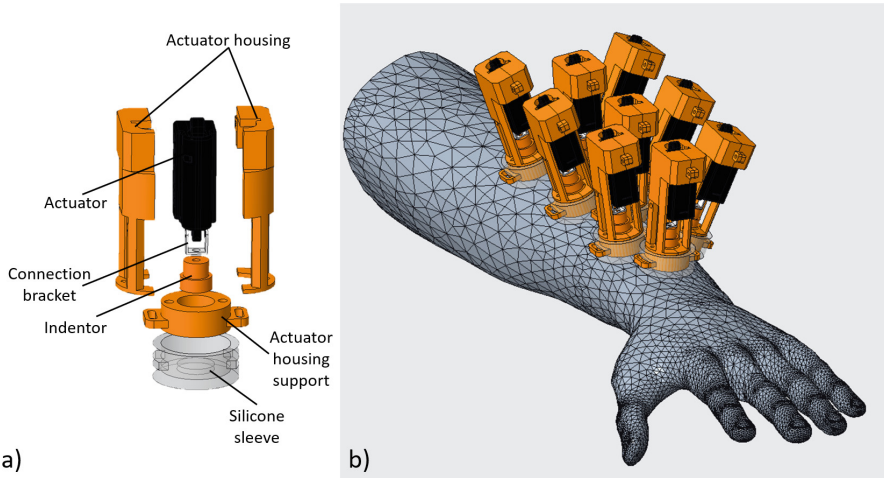 Actuator housing
Actuator
Connection
bracket
Indentor
Actuator
housing
support
Silicone
sleeve
a)
b)